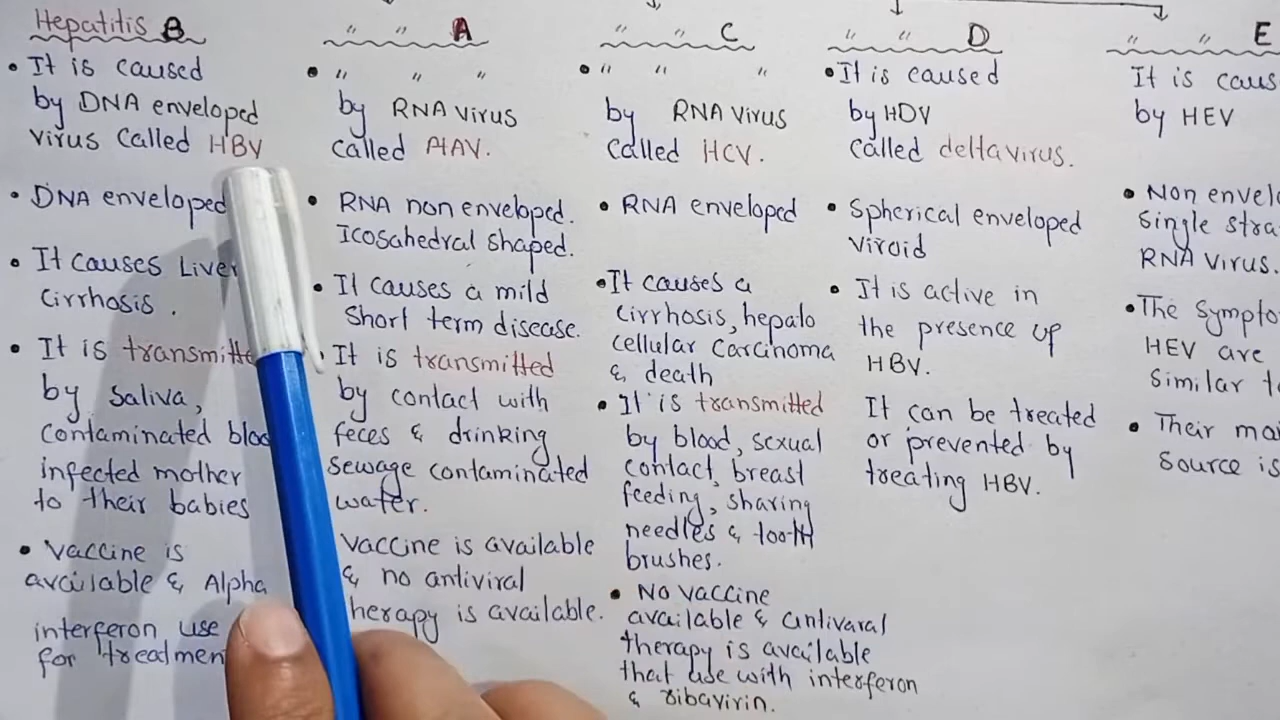 Hepatitis B
• It is caused
by DNA enveloped
virus called HBV
• DNA enveloped
• It causes Liver
Cirrhosis.
• It is transmitte
by saliva,
contaminated bloo
infected mother
to their babies
• Vaccine is
available & Alpha
interferon use
for treatmen
" " A
• " " "
by RNA virus
called HAV.
• RNA non enveloped.
Icosahedral shaped.
• It causes a mild
short term disease.
It is transmitted
by contact with
feces & drinking
sewage contaminated
water.
Vaccine is available
& no antiviral
therapy is available.
" " C
• " " "
by RNA virus
called HCV.
• RNA enveloped
• It causes a
cirrhosis, hepalo
cellular carcinoma
& death
• It is transmitted
by blood, sexual
contact, breast
feeding, sharing
needles & tooth
brushes.
• No vaccine
available & antivaral
therapy is available
that use with interferon
& ribavirin.
" " D
• It is caused
by HDV
called deltavirus.
• Spherical enveloped
viroid
• It is active in
the presence of
HBV.
It can be treated
or prevented by
treating HBV.
" " E
It is caus
by HEV
• Non envel
single stra
RNA virus.
• The sympto
HEV are
similar t
• Their mai
source is